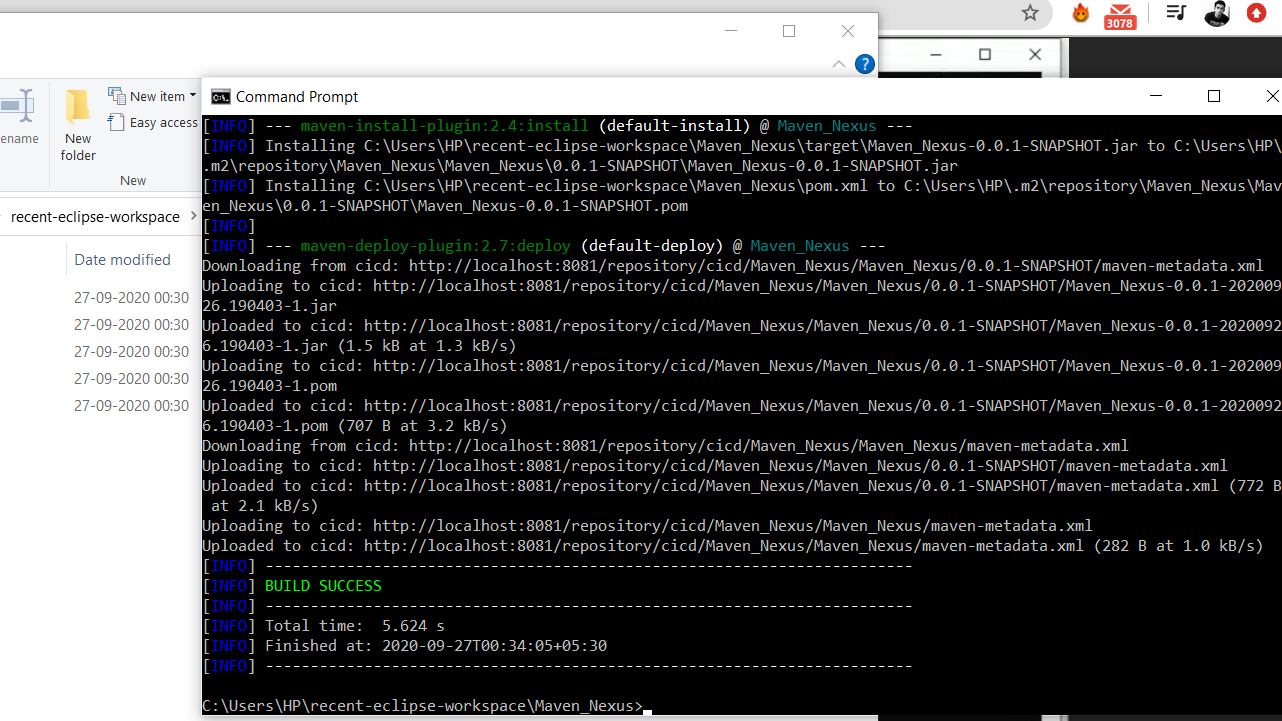 3078
ename
New
folder
New item
Easy access
New
recent-eclipse-workspace
Date modified
27-09-2020 00:30
27-09-2020 00:30
27-09-2020 00:30
27-09-2020 00:30
27-09-2020 00:30
Command Prompt
[INFO] --- maven-install-plugin:2.4:install (default-install) @ Maven_Nexus ---
[INFO] Installing C:\Users\HP\recent-eclipse-workspace\Maven_Nexus\target\Maven_Nexus-0.0.1-SNAPSHOT.jar to C:\Users\HP\
.m2\repository\Maven_Nexus\Maven_Nexus\0.0.1-SNAPSHOT\Maven_Nexus-0.0.1-SNAPSHOT.jar
[INFO] Installing C:\Users\HP\recent-eclipse-workspace\Maven_Nexus\pom.xml to C:\Users\HP\.m2\repository\Maven_Nexus\Mav
en_Nexus\0.0.1-SNAPSHOT\Maven_Nexus-0.0.1-SNAPSHOT.pom
[INFO]
[INFO] --- maven-deploy-plugin:2.7:deploy (default-deploy) @ Maven_Nexus ---
Downloading from cicd: http://localhost:8081/repository/cicd/Maven_Nexus/Maven_Nexus/0.0.1-SNAPSHOT/maven-metadata.xml
Uploading to cicd: http://localhost:8081/repository/cicd/Maven_Nexus/Maven_Nexus/0.0.1-SNAPSHOT/Maven_Nexus-0.0.1-202009
26.190403-1.jar
Uploaded to cicd: http://localhost:8081/repository/cicd/Maven_Nexus/Maven_Nexus/0.0.1-SNAPSHOT/Maven_Nexus-0.0.1-2020092
6.190403-1.jar (1.5 kB at 1.3 kB/s)
Uploading to cicd: http://localhost:8081/repository/cicd/Maven_Nexus/Maven_Nexus/0.0.1-SNAPSHOT/Maven_Nexus-0.0.1-202009
26.190403-1.pom
Uploaded to cicd: http://localhost:8081/repository/cicd/Maven_Nexus/Maven_Nexus/0.0.1-SNAPSHOT/Maven_Nexus-0.0.1-2020092
6.190403-1.pom (707 B at 3.2 kB/s)
Downloading from cicd: http://localhost:8081/repository/cicd/Maven_Nexus/Maven_Nexus/maven-metadata.xml
Uploading to cicd: http://localhost:8081/repository/cicd/Maven_Nexus/Maven_Nexus/0.0.1-SNAPSHOT/maven-metadata.xml
Uploaded to cicd: http://localhost:8081/repository/cicd/Maven_Nexus/Maven_Nexus/0.0.1-SNAPSHOT/maven-metadata.xml (772 B
 at 2.1 kB/s)
Uploading to cicd: http://localhost:8081/repository/cicd/Maven_Nexus/Maven_Nexus/maven-metadata.xml
Uploaded to cicd: http://localhost:8081/repository/cicd/Maven_Nexus/Maven_Nexus/maven-metadata.xml (282 B at 1.0 kB/s)
[INFO] ------------------------------------------------------------------------
[INFO] BUILD SUCCESS
[INFO] ------------------------------------------------------------------------
[INFO] Total time:  5.624 s
[INFO] Finished at: 2020-09-27T00:34:05+05:30
[INFO] ------------------------------------------------------------------------
C:\Users\HP\recent-eclipse-workspace\Maven_Nexus>